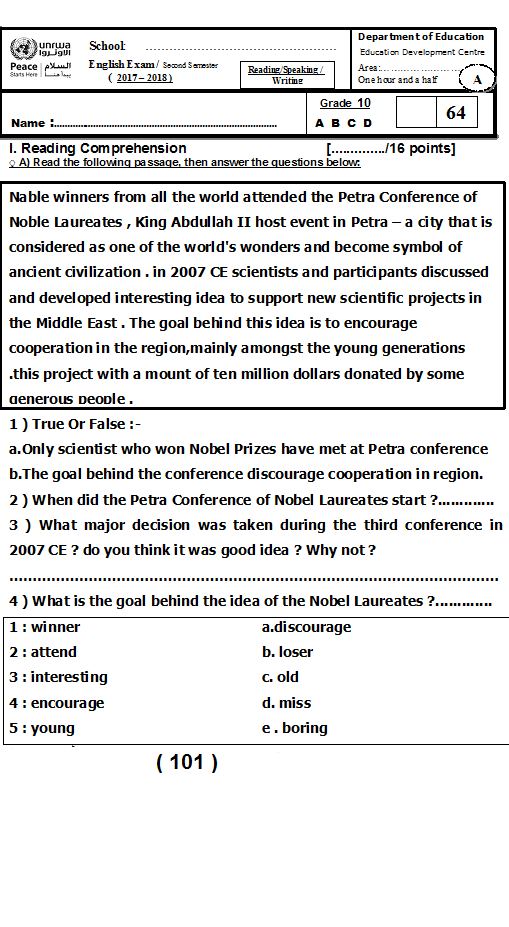 unrwa
الأونروا
Peace
Starts Here
السلام
يبدأ هنا
School: ………………………………………
English Exam / Second Semester
( 2017 – 2018 )
Reading/Speaking /
Writing
Department of Education
Education Development Centre
Area:…………………
One hour and a half
A
Name :..............................................................................
Grade 10
A B C D
64
I. Reading Comprehension [............./16 points]
A) Read the following passage, then answer the questions below:
Nable winners from all the world attended the Petra Conference of
Noble Laureates , King Abdullah II host event in Petra – a city that is
considered as one of the world's wonders and become symbol of
ancient civilization . in 2007 CE scientists and participants discussed
and developed interesting idea to support new scientific projects in
the Middle East . The goal behind this idea is to encourage
cooperation in the region,mainly amongst the young generations
.this project with a mount of ten million dollars donated by some
generous people .
1 ) True Or False :-
a.Only scientist who won Nobel Prizes have met at Petra conference
b.The goal behind the conference discourage cooperation in region.
2 ) When did the Petra Conference of Nobel Laureates start ?.............
3 ) What major decision was taken during the third conference in
2007 CE ? do you think it was good idea ? Why not ?
..........................................................................................................
4 ) What is the goal behind the idea of the Nobel Laureates ?.............
1 : winner a.discourage
2 : attend b. loser
3 : interesting c. old
4 : encourage d. miss
5 : young e . boring
( 101 )